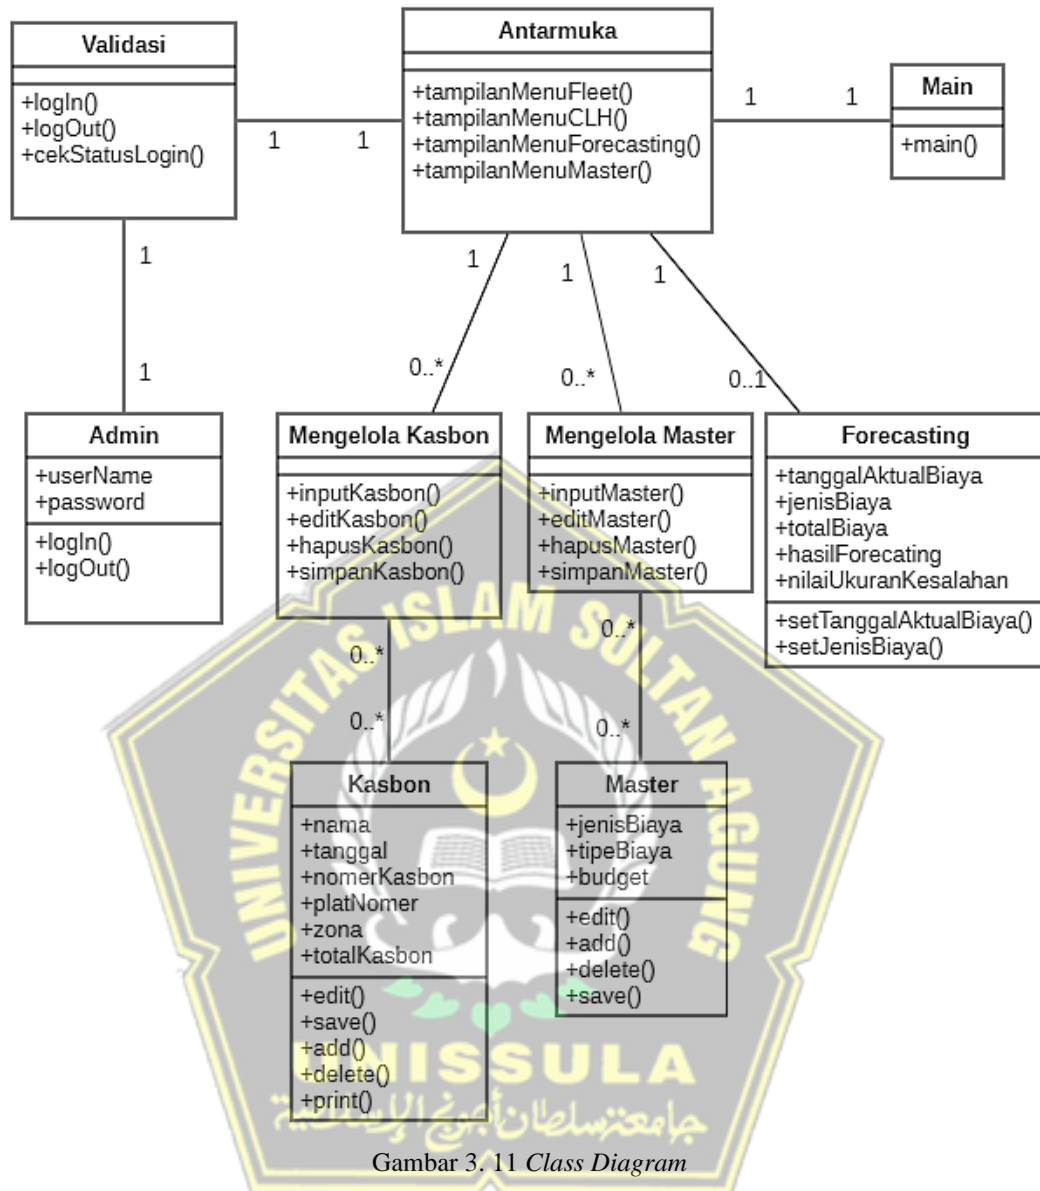 Validasi
+logIn()
+logOut()
+cekStatusLogin()
Antarmuka
+tampilanMenuFleet()
+tampilanMenuCLH()
+tampilanMenuForecasting()
+tampilanMenuMaster()
Main
+main()
1
1
1
1
1
1
1
1
1
0..*
0..*
0..1
Admin
+userName
+password
+logIn()
+logOut()
Mengelola Kasbon
+inputKasbon()
+editKasbon()
+hapusKasbon()
+simpanKasbon()
Mengelola Master
+inputMaster()
+editMaster()
+hapusMaster()
+simpanMaster()
Forecasting
+tanggalAktualBiaya
+jenisBiaya
+totalBiaya
+hasilForecating
+nilaiUkuranKesalahan
+setTanggalAktualBiaya()
+setJenisBiaya()
0..*
0..*
0..*
0..*
Kasbon
+nama
+tanggal
+nomerKasbon
+platNomer
+zona
+totalKasbon
+edit()
+save()
+add()
+delete()
+print()
Master
+jenisBiaya
+tipeBiaya
+budget
+edit()
+add()
+delete()
+save()
UNIVERSITAS ISLAM SULTAN AGUNG
UNISSULA
جامعة سلطان أجونج الإسلامية
Gambar 3. 11 Class Diagram